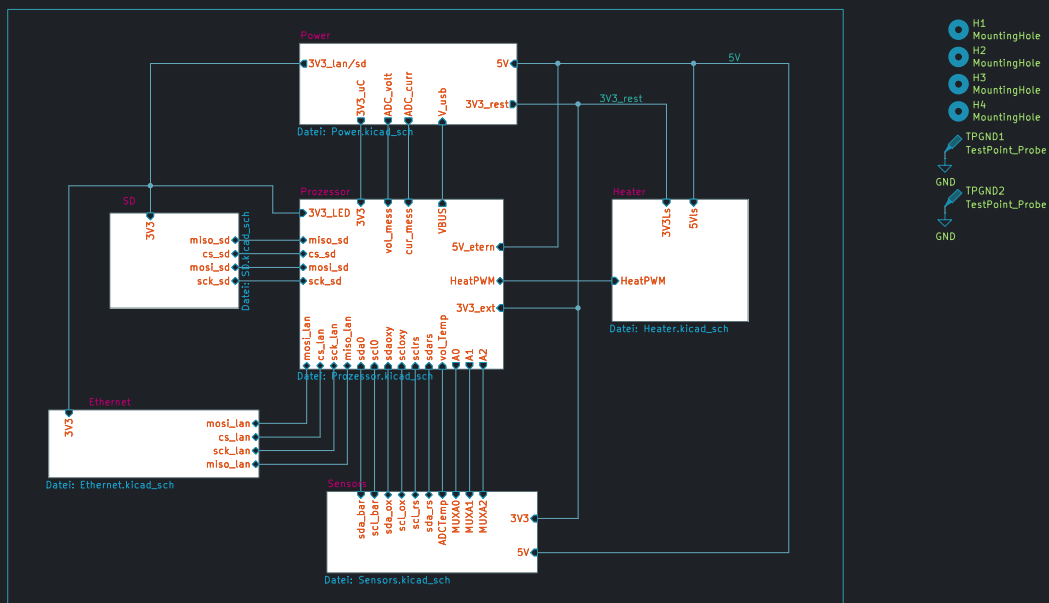 H1
MountingHole
H2
MountingHole
H3
MountingHole
H4
MountingHole
TPGND1
TestPoint_Probe
GND
TPGND2
TestPoint_Probe
GND
Power
3V3_lan/sd
5V
3V3_uC
ADC_volt
ADC_curr
V_usb
3V3_rest
Datei: Power.kicad_sch
5V
3V3_rest
SD
3V3
miso_sd
cs_sd
mosi_sd
sck_sd
Datei: SD.kicad_sch
Prozessor
3V3_LED
3V3
vol_mess
cur_mess
VBUS
miso_sd
cs_sd
mosi_sd
sck_sd
5V_etern
HeatPWM
3V3_ext
mosi_lan
cs_lan
sck_lan
miso_lan
sda0
scl0
sdaoxy
scloxy
sclrs
sdars
vol_Temp
A0
A1
A2
Datei: Prozessor.kicad_sch
Heater
3V3Ls
5Vls
HeatPWM
Datei: Heater.kicad_sch
Ethernet
3V3
mosi_lan
cs_lan
sck_lan
miso_lan
Datei: Ethernet.kicad_sch
Sensors
sda_bar
scl_bar
sda_ox
scl_ox
scl_rs
sda_rs
ADCTemp
MUXA0
MUXA1
MUXA2
3V3
5V
Datei: Sensors.kicad_sch